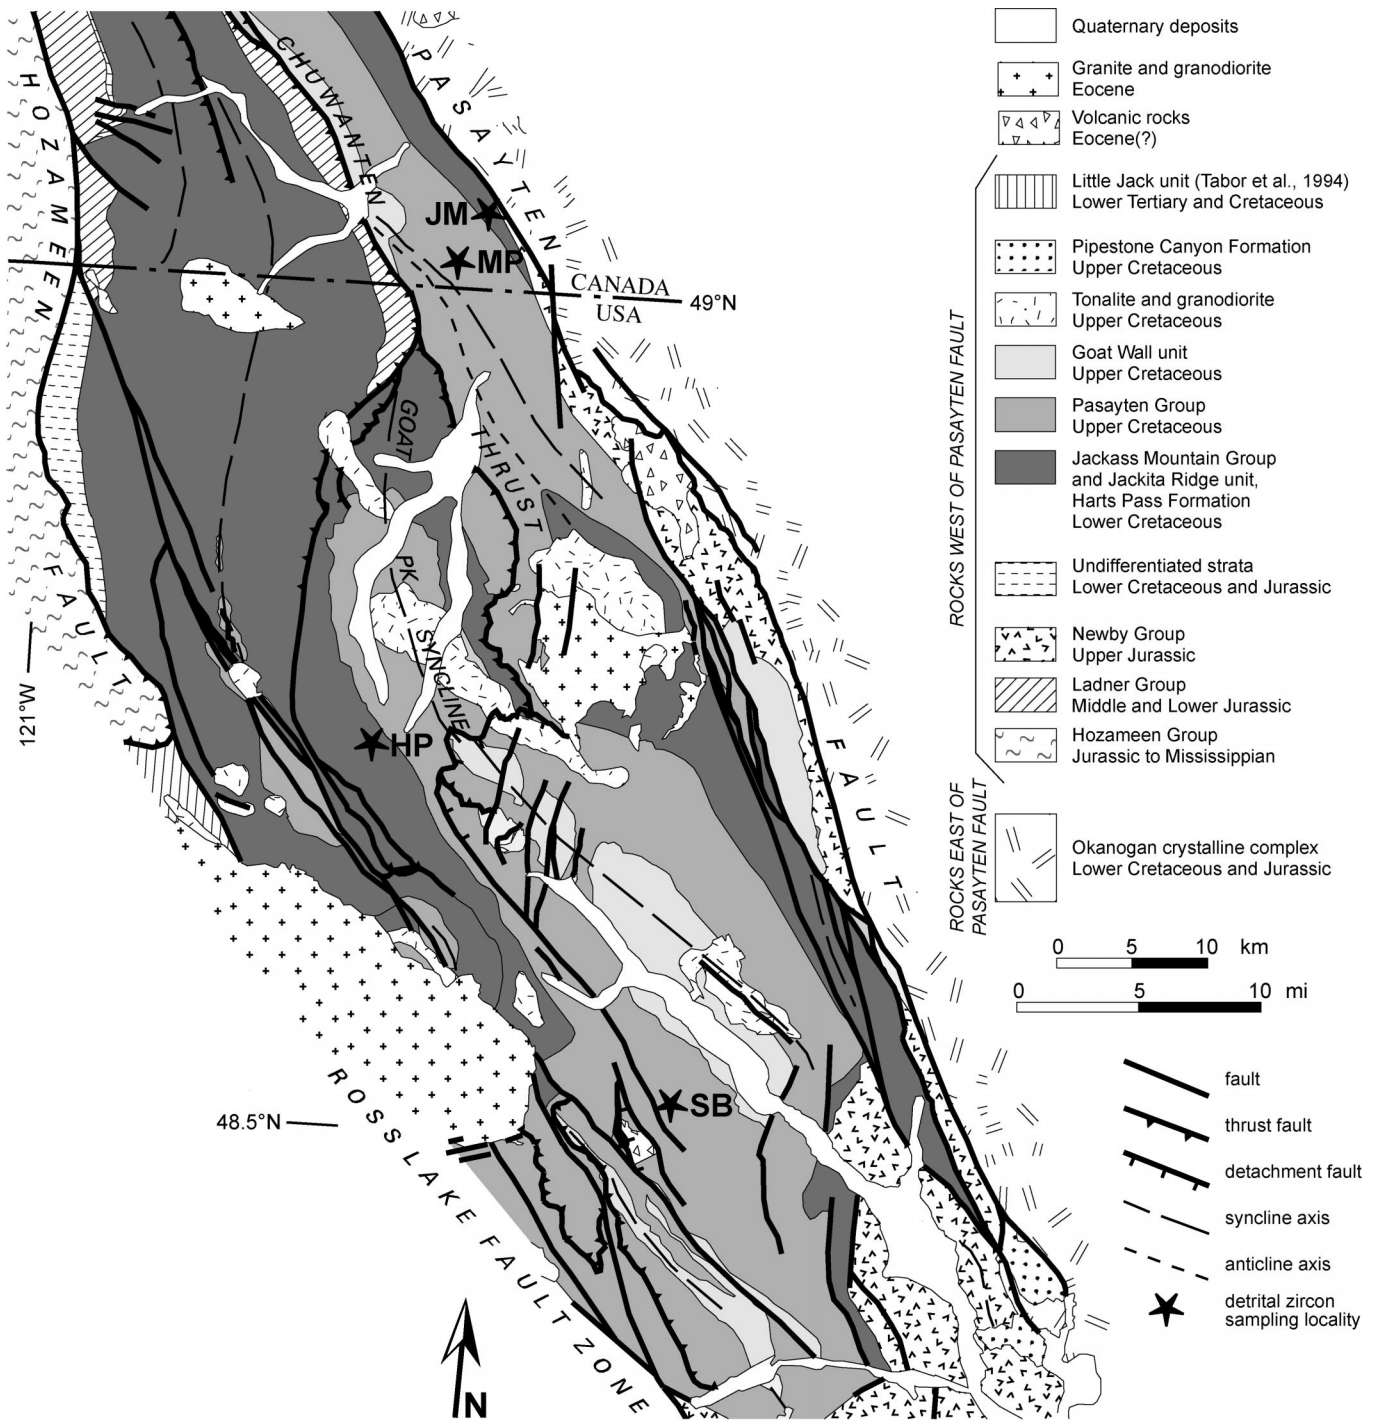 CHUWANTEN
PASAYTEN
HOZAMEEN
JM
MP
CANADA
USA
49°N
GOAT
THRUST
PK
SYNCLINE
FAULT
121°W
HP
FAULT
SB
48.5°N
ROSS LAKE FAULT ZONE
N
Quaternary deposits
Granite and granodiorite
Eocene
Volcanic rocks
Eocene(?)
ROCKS WEST OF PASAYTEN FAULT
Little Jack unit (Tabor et al., 1994)
Lower Tertiary and Cretaceous
Pipestone Canyon Formation
Upper Cretaceous
Tonalite and granodiorite
Upper Cretaceous
Goat Wall unit
Upper Cretaceous
Pasayten Group
Upper Cretaceous
Jackass Mountain Group
and Jackita Ridge unit,
Harts Pass Formation
Lower Cretaceous
Undifferentiated strata
Lower Cretaceous and Jurassic
Newby Group
Upper Jurassic
Ladner Group
Middle and Lower Jurassic
Hozameen Group
Jurassic to Mississippian
ROCKS EAST OF
PASAYTEN FAULT
Okanogan crystalline complex
Lower Cretaceous and Jurassic
0 5 10 km
0 5 10 mi
fault
thrust fault
detachment fault
syncline axis
anticline axis
detrital zircon
sampling locality